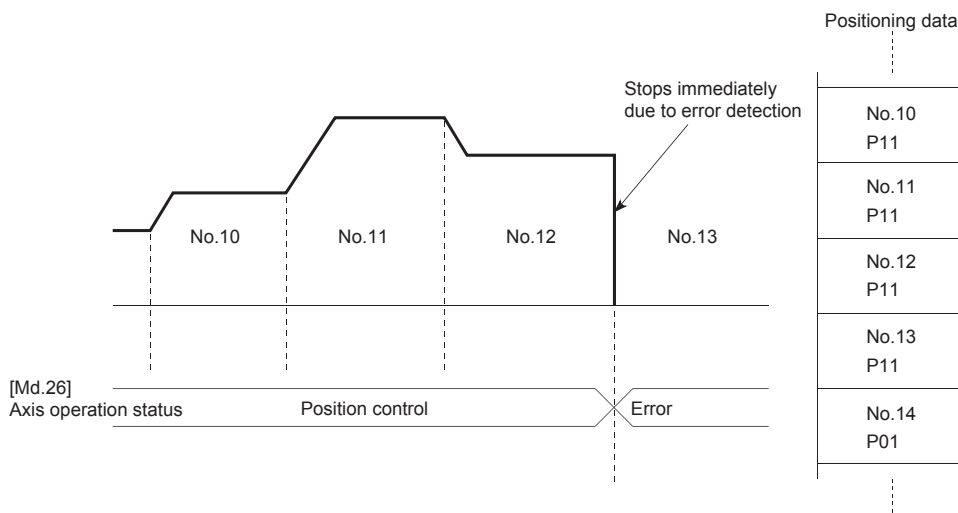 Positioning data
Stops immediately
due to error detection
No.10
P11
No.11
P11
No.10
No.11
No.12
No.13
No.12
P11
No.13
P11
[Md.26]
Axis operation status
Position control
Error
No.14
P01